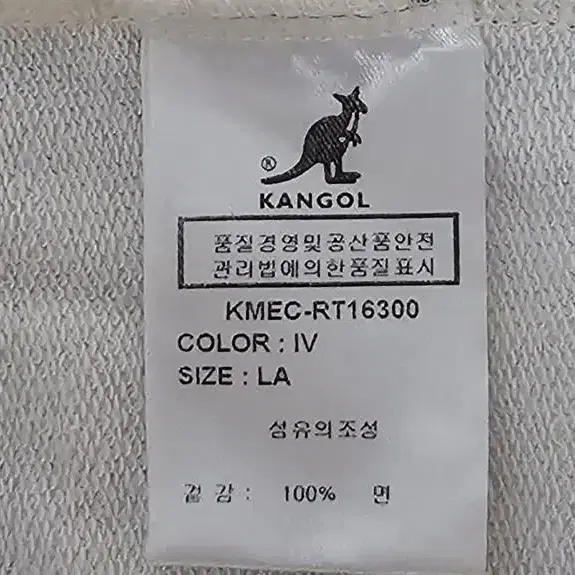 ®
KANGOL
품질경영및공산품안전
관리법에의한품질표시
KMEC-RT16300
COLOR : IV
SIZE : LA
섬유의조성
겉 감 : 100% 면